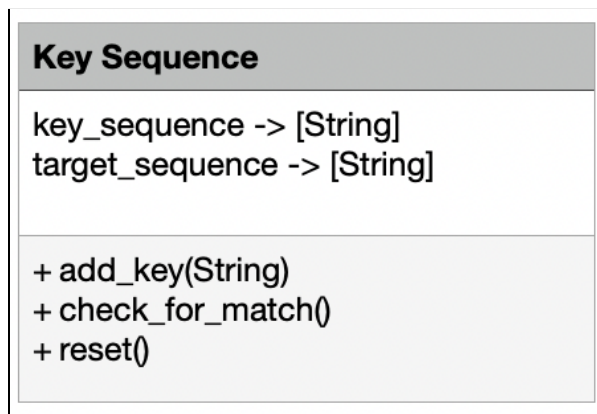 Key Sequence
key_sequence -> [String]
target_sequence -> [String]
+ add_key(String)
+ check_for_match()
+ reset()